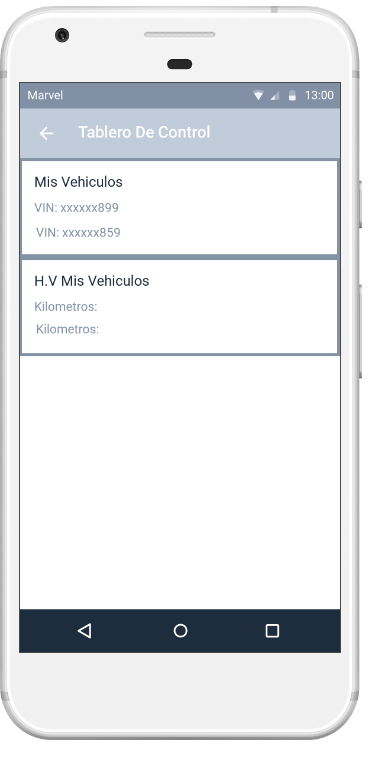 Marvel 13:00
Tablero De Control
Mis Vehiculos
VIN: xxxxxx899
VIN: xxxxxx859
H.V Mis Vehiculos
Kilometros:
Kilometros: